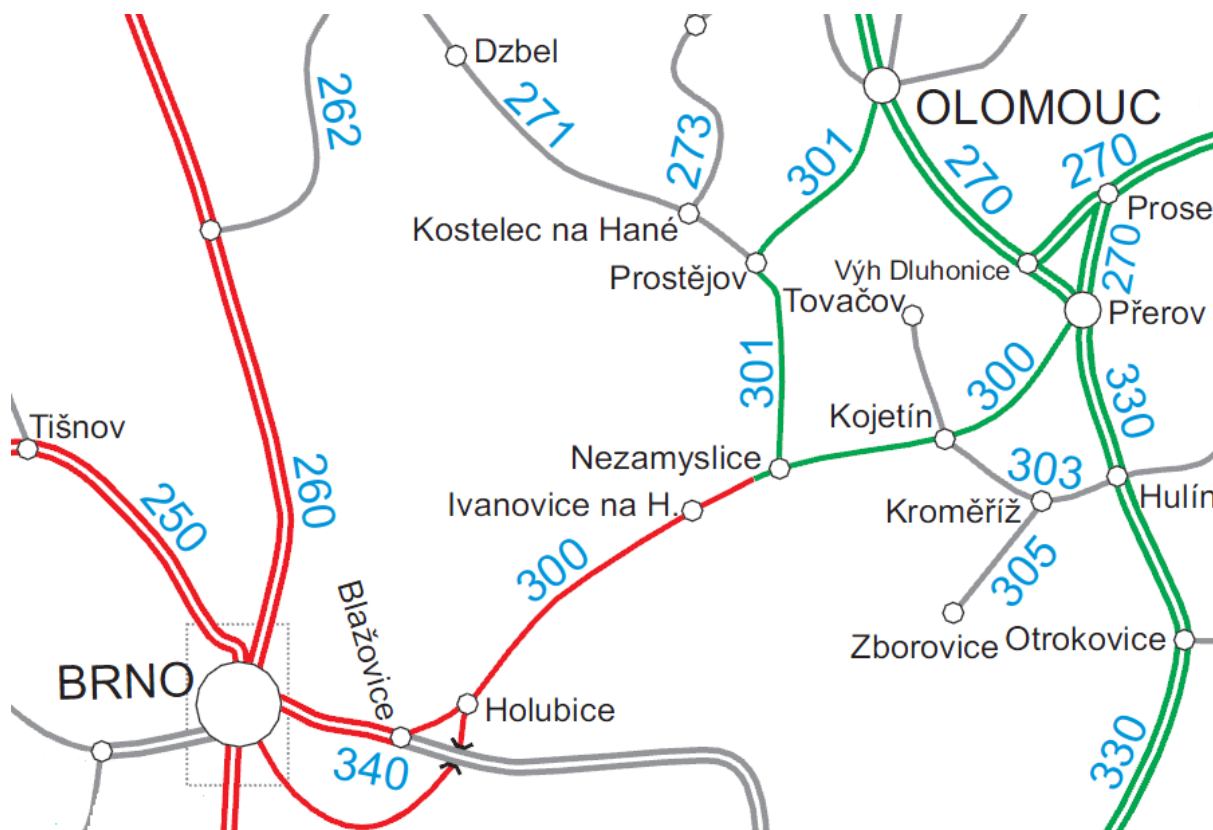 Dzbel
262
271
273
301
OLOMOUC
270
270
Prose
270
Kostelec na Hané
Prostějov
Výh Dluhonice
Tovačov
Přerov
301
300
330
Tišnov
Kojetín
260
Nezamyslice
303
Ivanovice na H.
Kroměříž
Hulín
250
300
305
Blažovice
Zborovice
Otrokovice
BRNO
Holubice
340
330